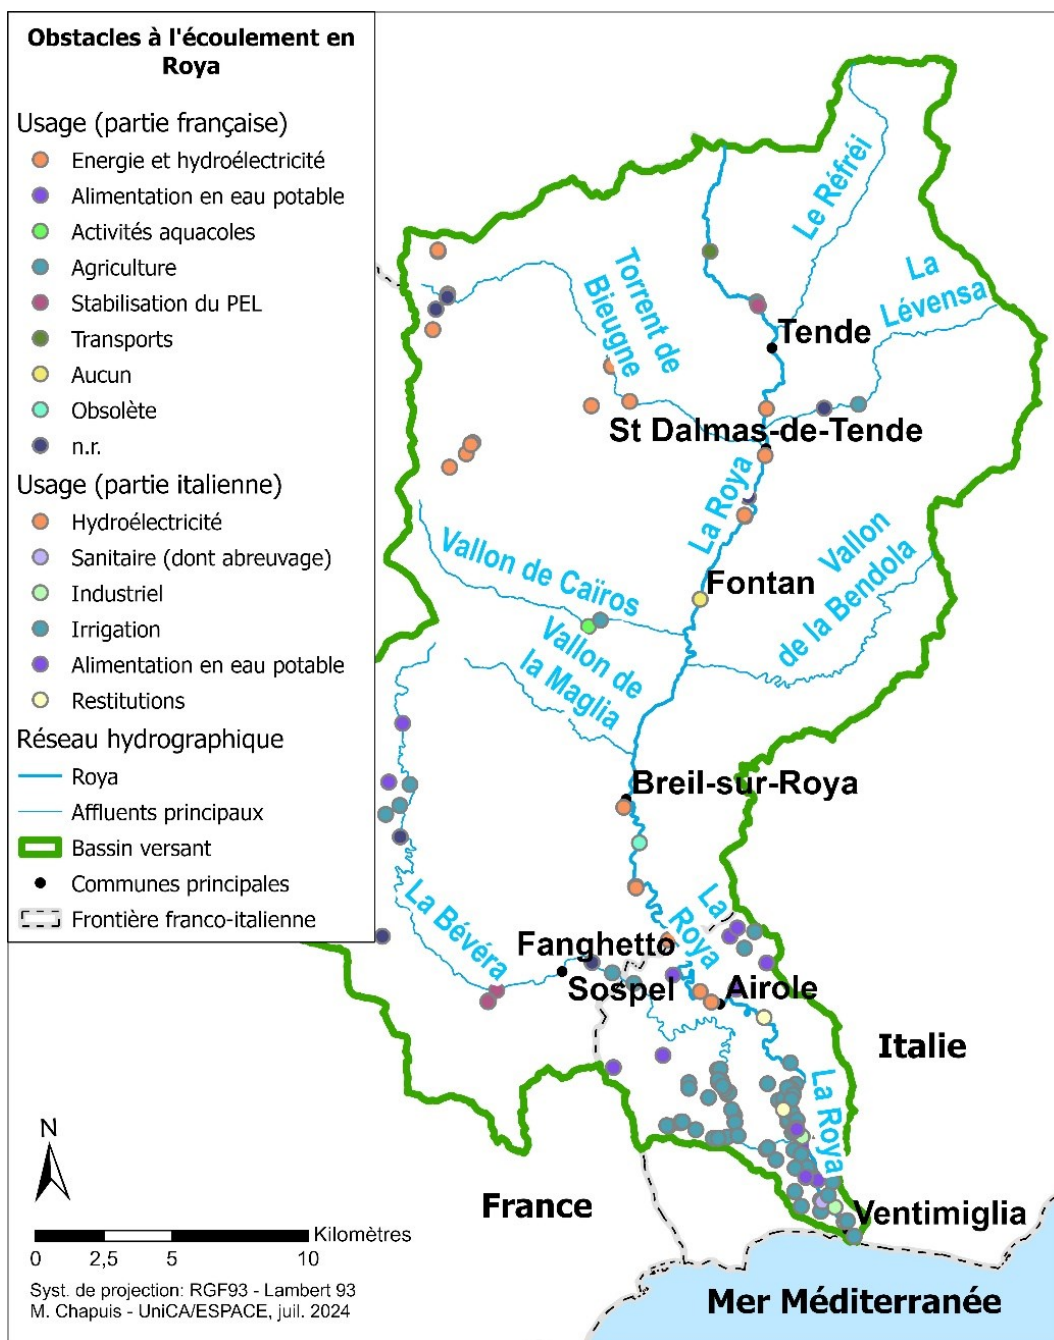 Obstacles à l'écoulement en
Roya
Usage (partie française)
Energie et hydroélectricité
Alimentation en eau potable
Activités aquacoles
Agriculture
Stabilisation du PEL
Transports
Aucun
Obsolète
n.r.
Usage (partie italienne)
Hydroélectricité
Sanitaire (dont abreuvage)
Industriel
Irrigation
Alimentation en eau potable
Restitutions
Réseau hydrographique
Roya
Affluents principaux
Bassin versant
Communes principales
Frontière franco-italienne
Le Réfréi
La
Lévensa
Torrent de
Bieugne
Tende
St Dalmas-de-Tende
La Roya
Vallon
de la Bendola
Vallon de Caïros
Fontan
Vallon de
la Maglia
Breil-sur-Roya
La Bévéra
La
Roya
Fanghetto
Sospel
Airole
Italie
La Roya
France
Ventimiglia
Mer Méditerranée
N
Kilomètres
0 2,5 5 10
Syst. de projection: RGF93 - Lambert 93
M. Chapuis - UniCA/ESPACE, juil. 2024